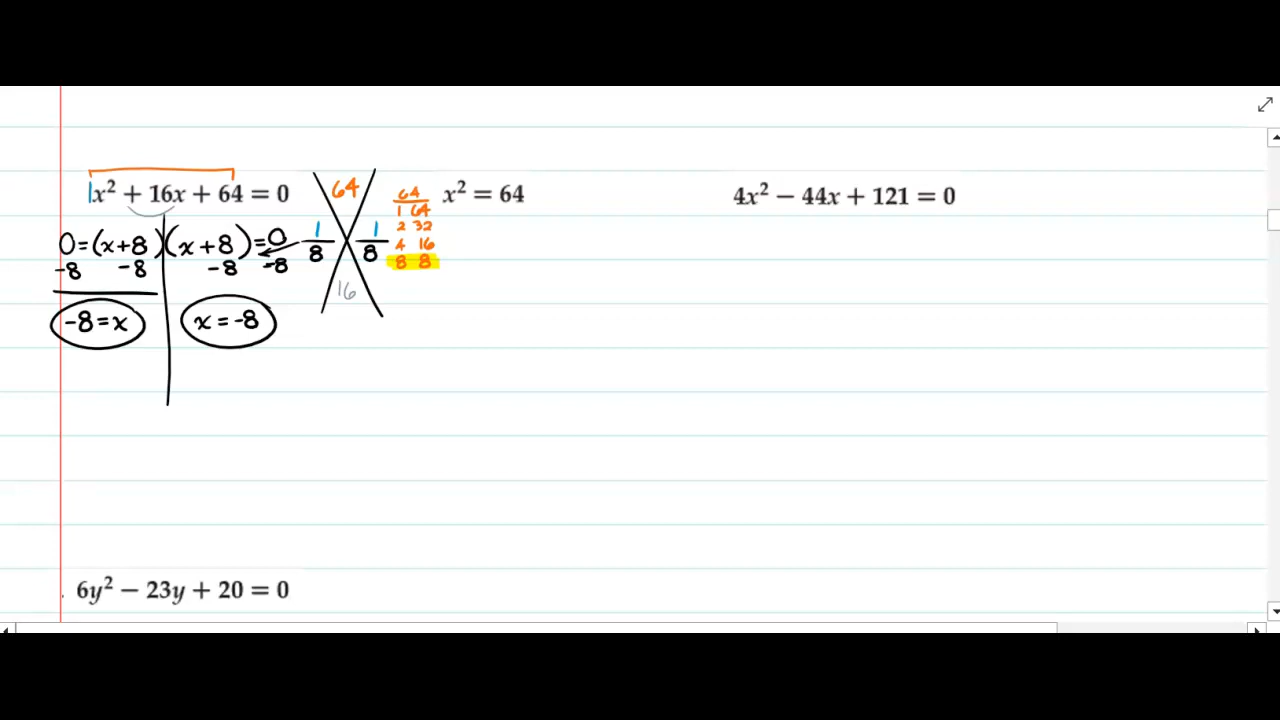 1x² + 16x + 64 = 0
0=(x+8)(x+8)=0
-8 -8 -8 -8
-8=x
x=-8
64
1 1
8 8
16
64
1 64
2 32
4 16
8 8
x² = 64
4x² − 44x + 121 = 0
. 6y² − 23y + 20 = 0